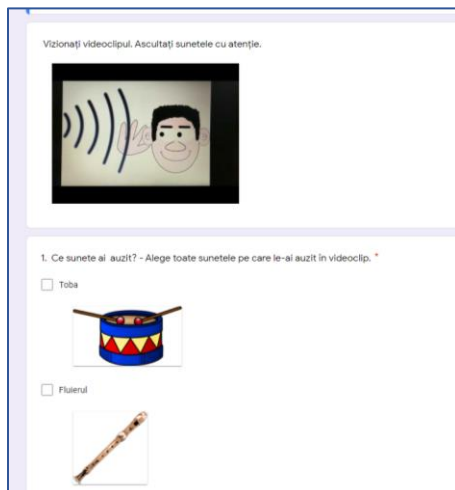 Vizionați videoclipul. Ascultați sunetele cu atenție.
1. Ce sunete ai auzit? - Alege toate sunetele pe care le-ai auzit în videoclip. *
Toba
Fluierul